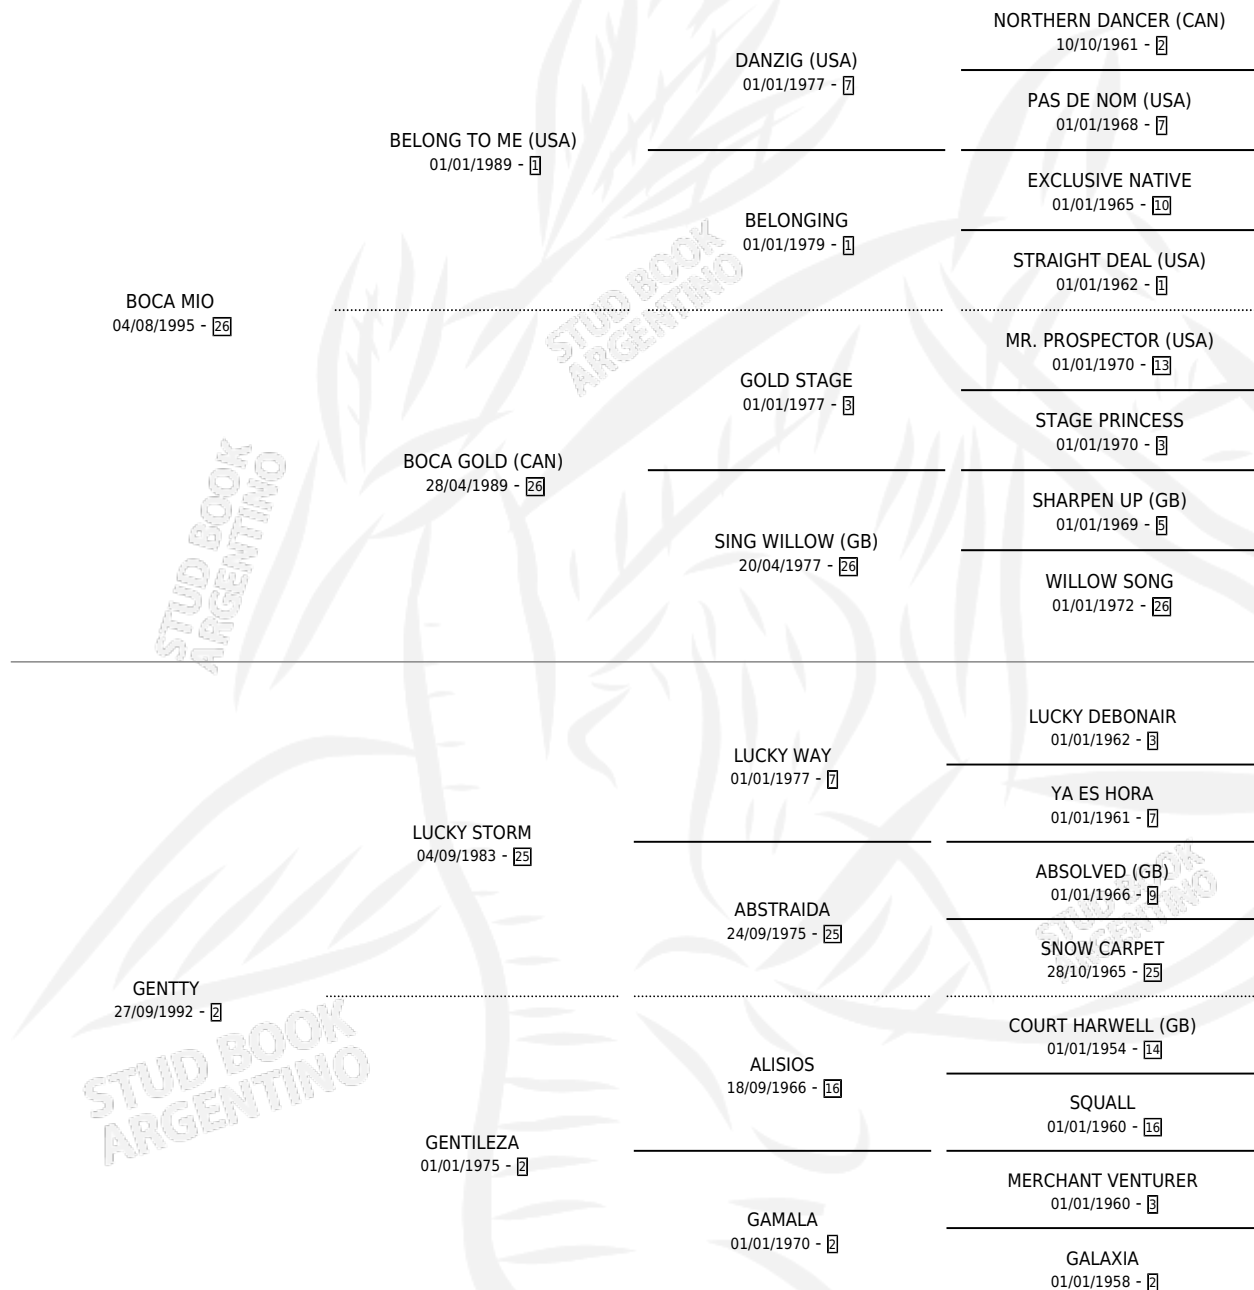 NORTHERN DANCER (CAN)
10/10/1961 - 2
DANZIG (USA)
01/01/1977 - 7
PAS DE NOM (USA)
01/01/1968 - 7
BELONG TO ME (USA)
01/01/1989 - 1
EXCLUSIVE NATIVE
01/01/1965 - 10
BELONGING
01/01/1979 - 1
STRAIGHT DEAL (USA)
01/01/1962 - 1
BOCA MIO
04/08/1995 - 26
MR. PROSPECTOR (USA)
01/01/1970 - 13
GOLD STAGE
01/01/1977 - 3
STAGE PRINCESS
01/01/1970 - 3
BOCA GOLD (CAN)
28/04/1989 - 26
SHARPEN UP (GB)
01/01/1969 - 5
SING WILLOW (GB)
20/04/1977 - 26
WILLOW SONG
01/01/1972 - 26
LUCKY DEBONAIR
01/01/1962 - 3
LUCKY WAY
01/01/1977 - 7
YA ES HORA
01/01/1961 - 7
LUCKY STORM
04/09/1983 - 25
ABSOLVED (GB)
01/01/1966 - 9
ABSTRAIDA
24/09/1975 - 25
SNOW CARPET
28/10/1965 - 25
GENTTY
27/09/1992 - 2
COURT HARWELL (GB)
01/01/1954 - 14
ALISIOS
18/09/1966 - 16
SQUALL
01/01/1960 - 16
GENTILEZA
01/01/1975 - 2
MERCHANT VENTURER
01/01/1960 - 3
GAMALA
01/01/1970 - 2
GALAXIA
01/01/1958 - 2
STUD BOOK
ARGENTINO
STUD BOOK
ARGENTINO
STUD BOOK
ARGENTINO
STUD BOOK
ARGENTINO